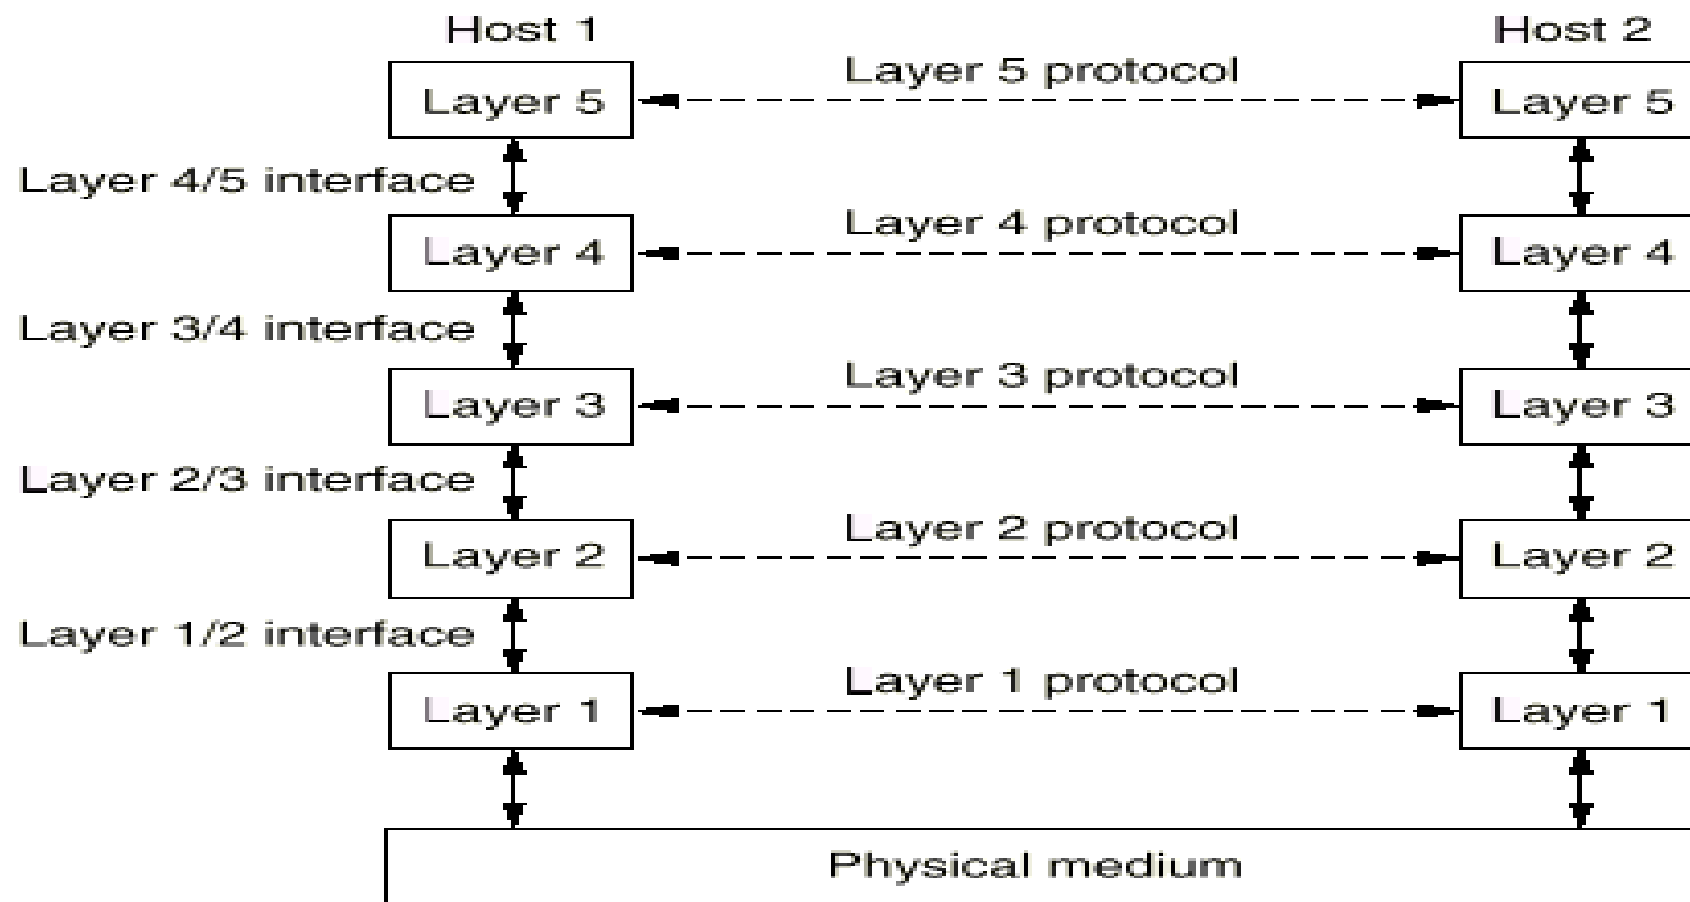 Host 1
Host 2
Layer 5 protocol
Layer 5
Layer 5
Layer 4/5 interface
Layer 4 protocol
Layer 4
Layer 4
Layer 3/4 interface
Layer 3 protocol
Layer 3
Layer 3
Layer 2/3 interface
Layer 2 protocol
Layer 2
Layer 2
Layer 1/2 interface
Layer 1 protocol
Layer 1
Layer 1
Physical medium